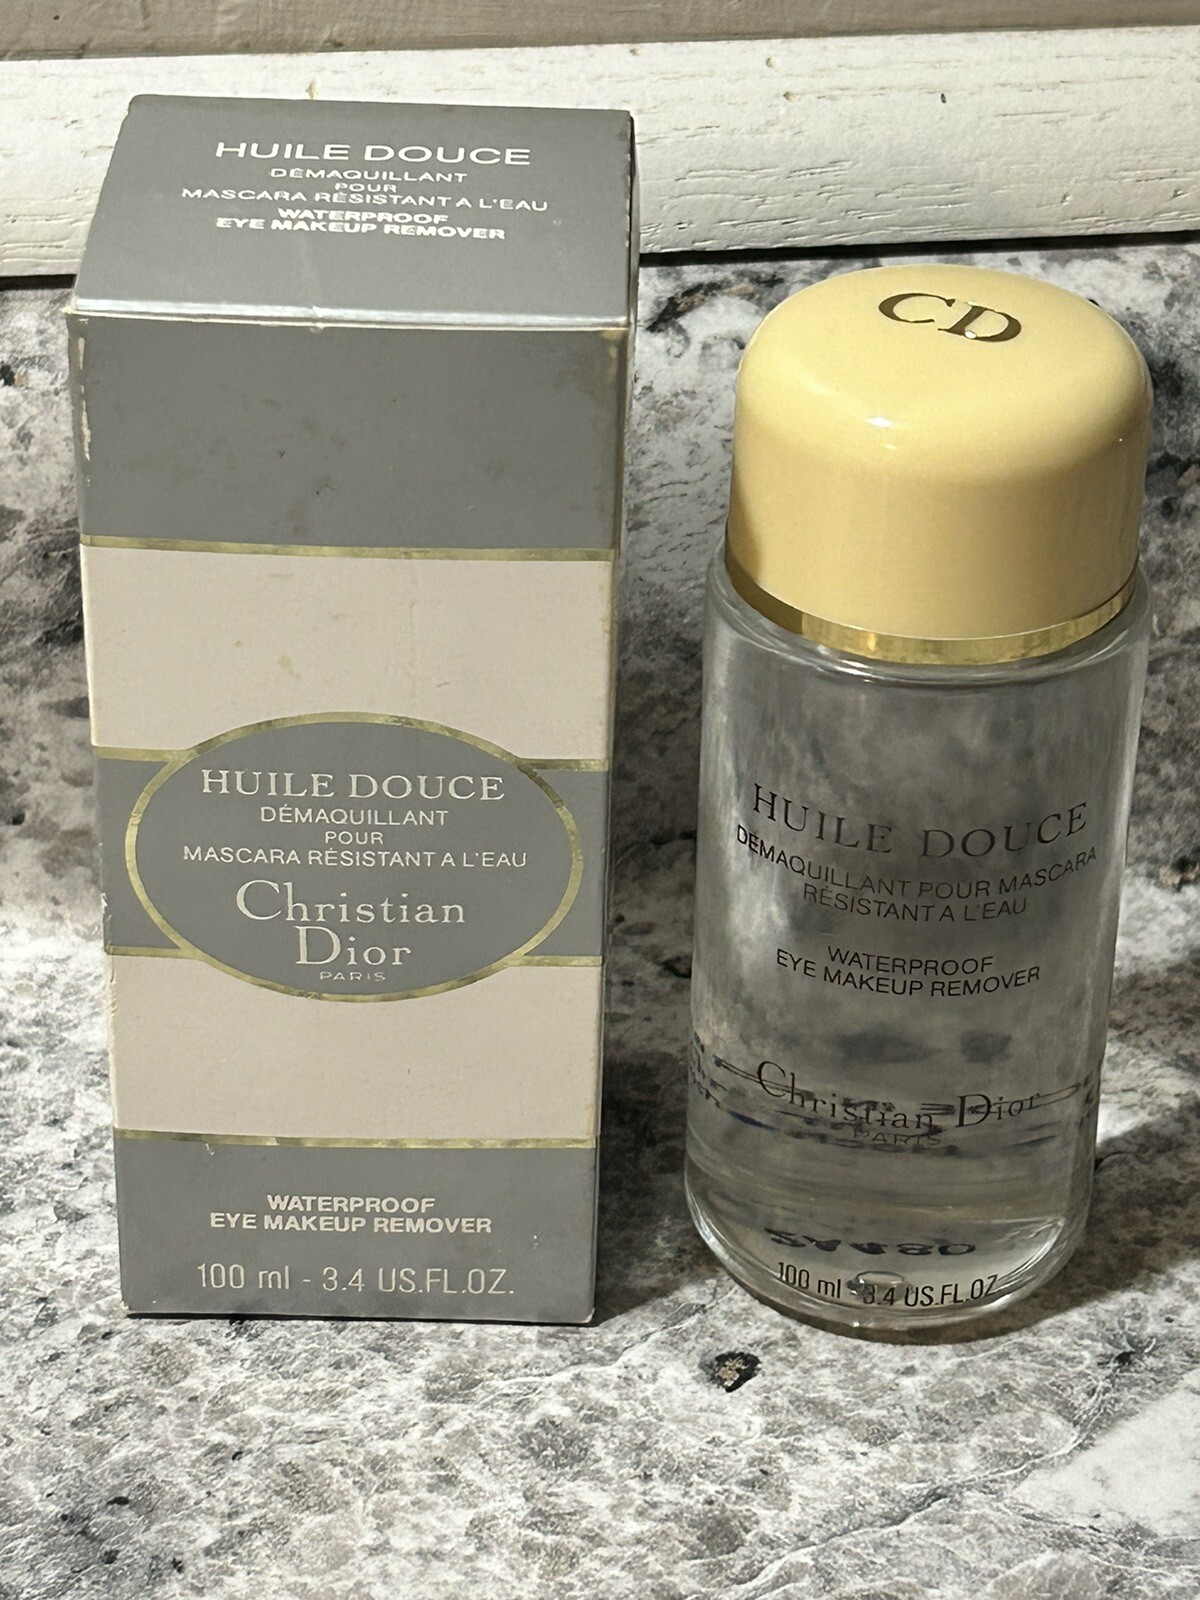 HUILE DOUCE
DÉMAQUILLANT
POUR
MASCARA RÉSISTANT A L'EAU
WATERPROOF
EYE MAKEUP REMOVER
HUILE DOUCE
DÉMAQUILLANT
POUR
MASCARA RÉSISTANT A L'EAU
Christian
Dior
PARIS
WATERPROOF
EYE MAKEUP REMOVER
100 ml - 3.4 US.FL.OZ.
CD
HUILE DOUCE
DÉMAQUILLANT POUR MASCARA
RÉSISTANT A L'EAU
WATERPROOF
EYE MAKEUP REMOVER
Christian Dior
PARIS
100 ml - 3.4 US.FL.OZ